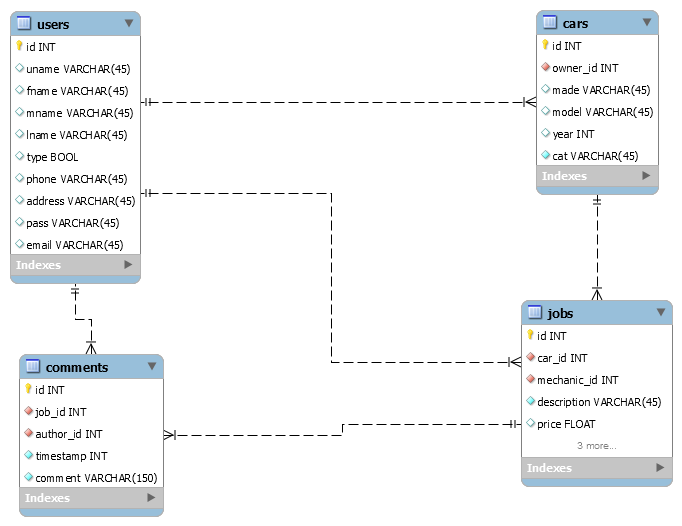 users
id INT
uname VARCHAR(45)
fname VARCHAR(45)
mname VARCHAR(45)
lname VARCHAR(45)
type BOOL
phone VARCHAR(45)
address VARCHAR(45)
pass VARCHAR(45)
email VARCHAR(45)
Indexes
cars
id INT
owner_id INT
made VARCHAR(45)
model VARCHAR(45)
year INT
cat VARCHAR(45)
Indexes
comments
id INT
job_id INT
author_id INT
timestamp INT
comment VARCHAR(150)
Indexes
jobs
id INT
car_id INT
mechanic_id INT
description VARCHAR(45)
price FLOAT
3 more...
Indexes